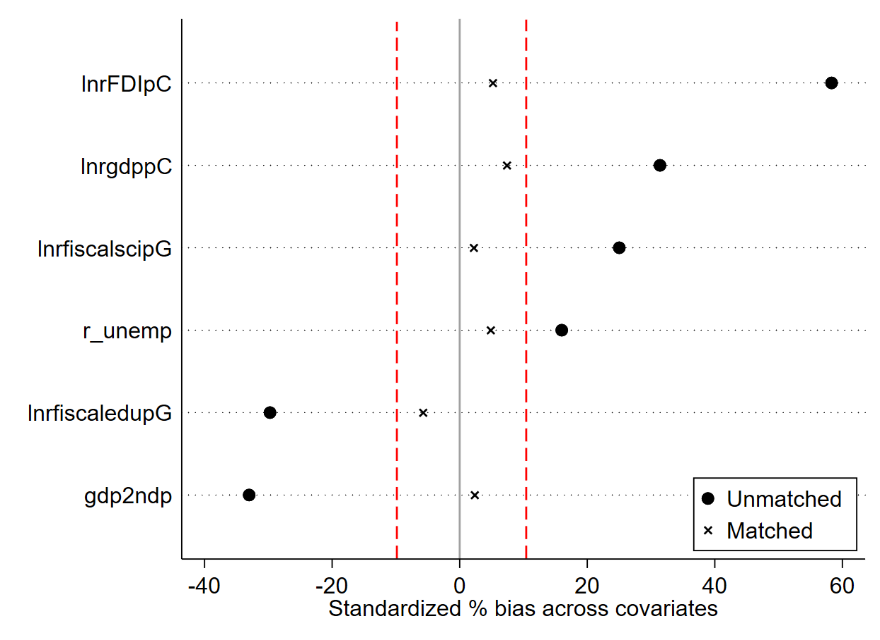 lnrFDIpC
lnrgdppC
lnrfiscalscipG
r_unemp
lnrfiscaledupG
gdp2ndp
Unmatched
Matched
-40 -20 0 20 40 60
Standardized % bias across covariates